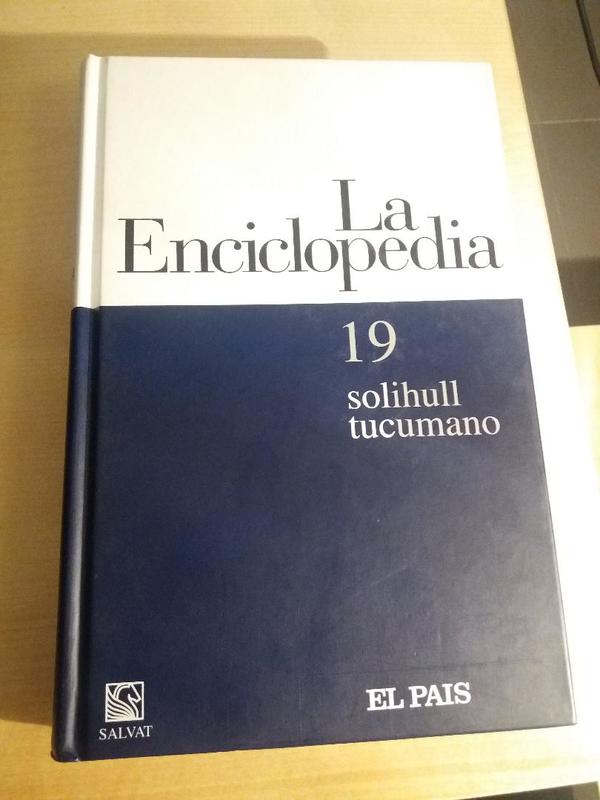 La
Enciclopedia
19
solihull
tucumano
SALVAT
EL PAIS